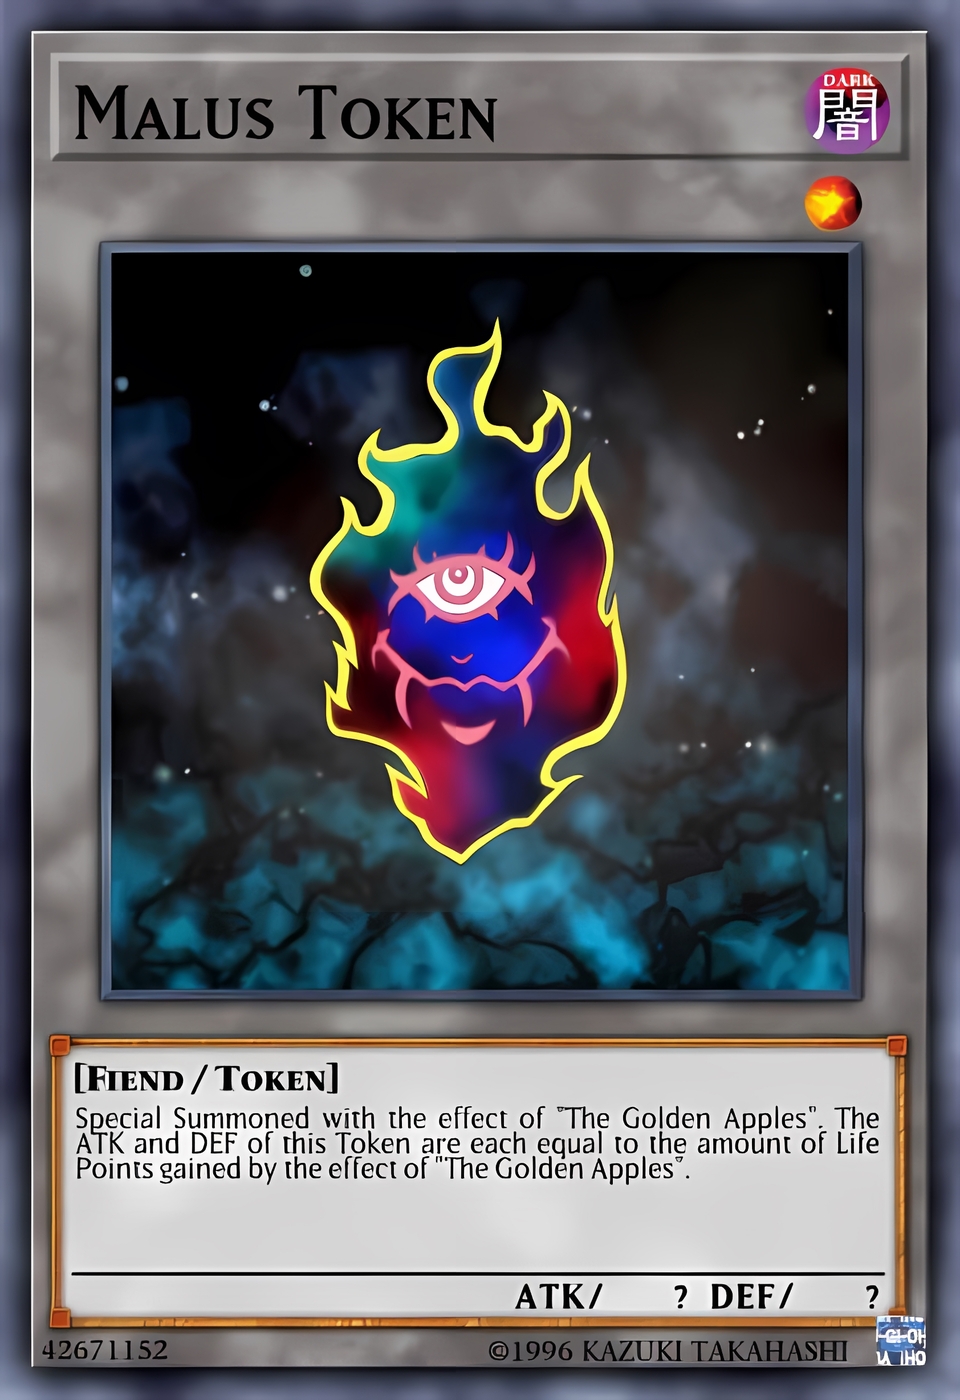 MALUS TOKEN
DARK
闇
[FIEND / TOKEN]
Special Summoned with the effect of "The Golden Apples". The
ATK and DEF of this Token are each equal to the amount of Life
Points gained by the effect of "The Golden Apples".
ATK/ ? DEF/ ?
42671152
©1996 KAZUKI TAKAHASHI